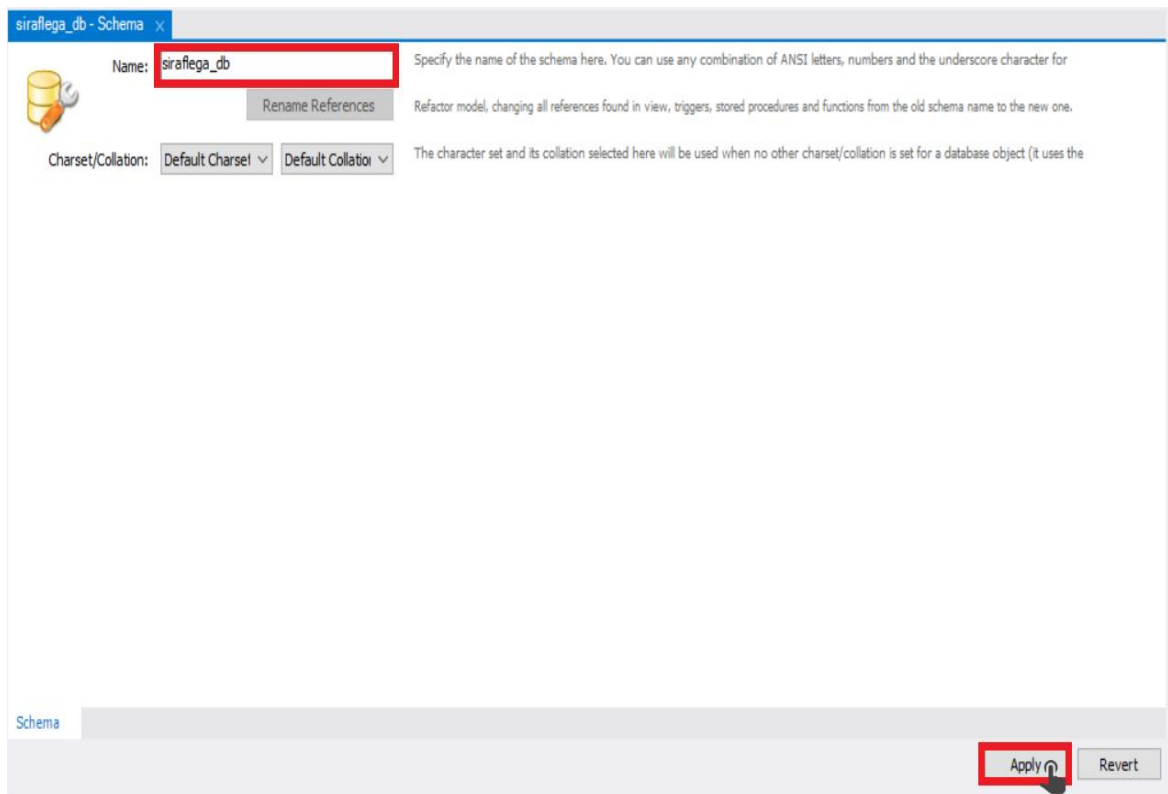 siraflega_db - Schema
Name: siraflega_db
Specify the name of the schema here. You can use any combination of ANSI letters, numbers and the underscore character for
Rename References
Refactor model, changing all references found in view, triggers, stored procedures and functions from the old schema name to the new one.
Charset/Collation: Default Charset Default Collation
The character set and its collation selected here will be used when no other charset/collation is set for a database object (it uses the
Schema
Apply Revert